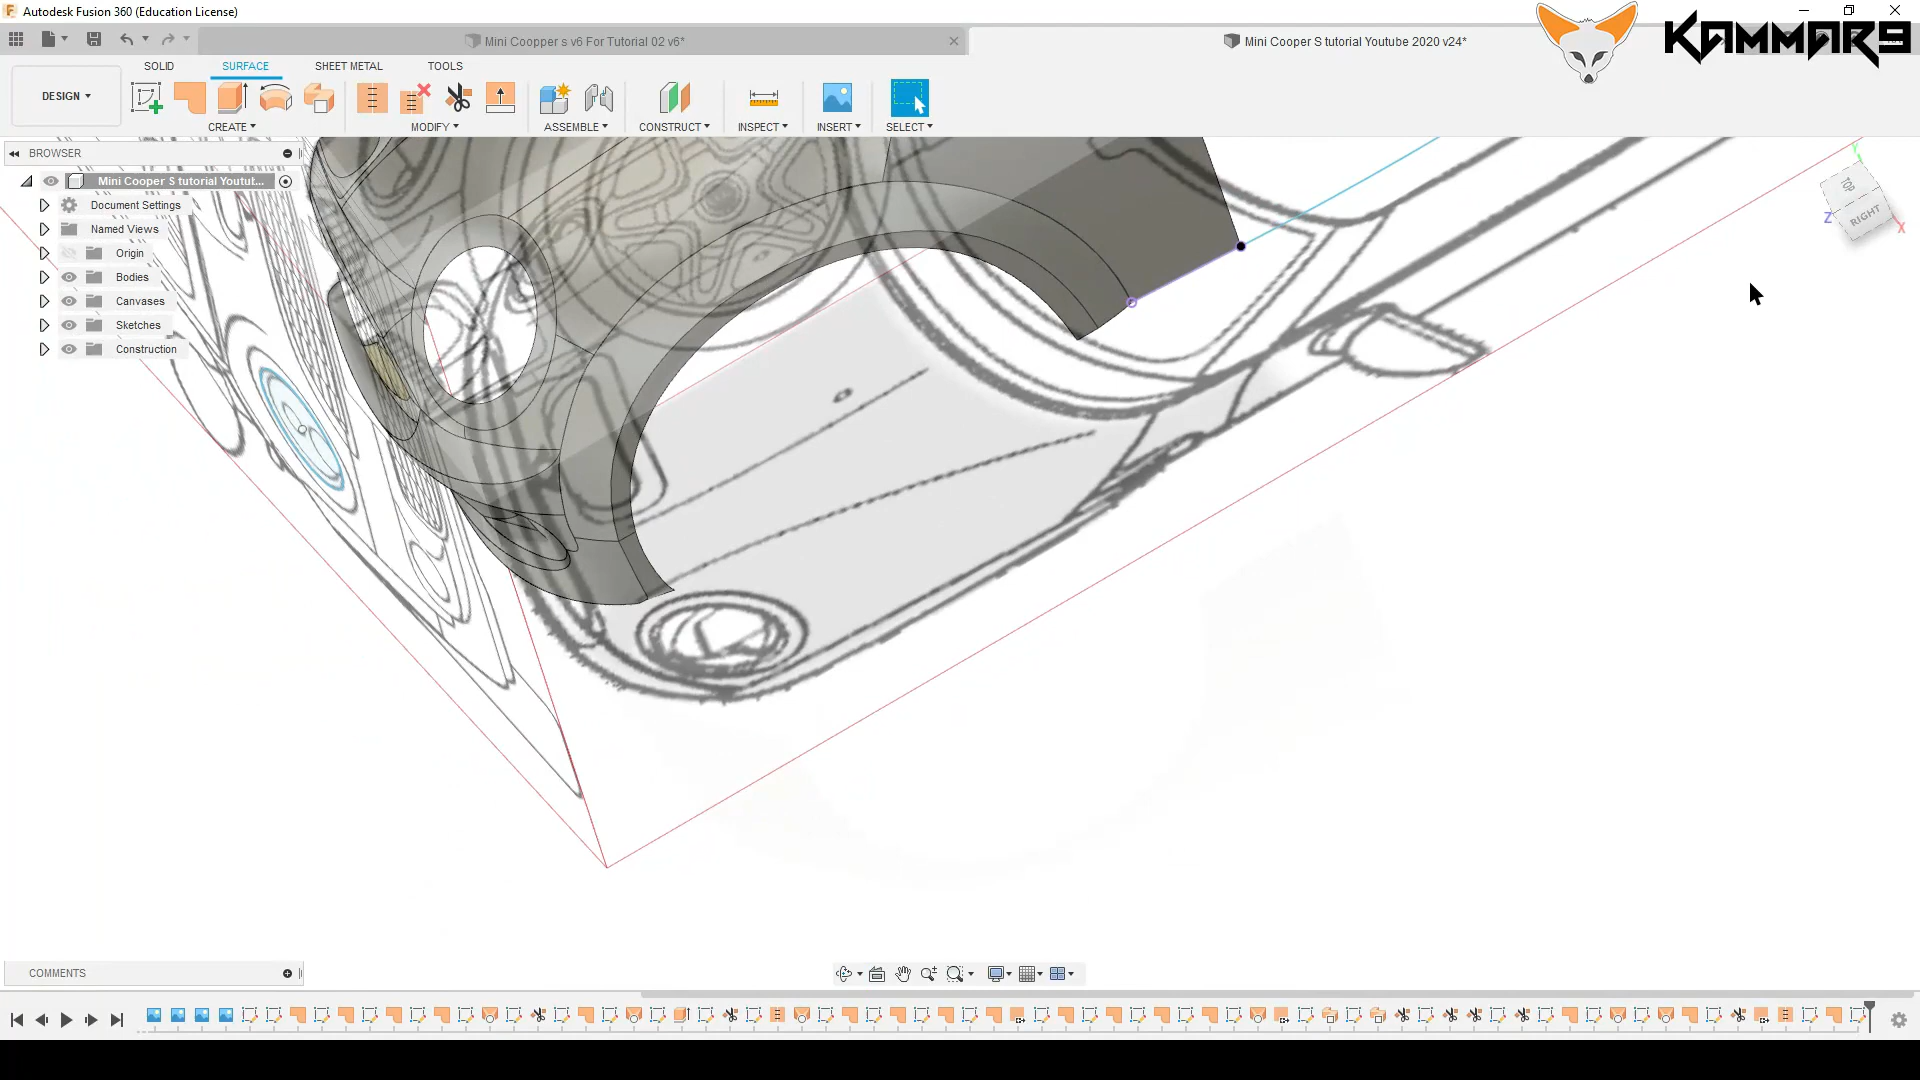 Autodesk Fusion 360 (Education License)
KAMMAR9
Mini Coopper s v6 For Tutorial 02 v6*
Mini Cooper S tutorial Youtube 2020 v24*
SOLID
SURFACE
SHEET METAL
TOOLS
DESIGN
CREATE
MODIFY
ASSEMBLE
CONSTRUCT
INSPECT
INSERT
SELECT
BROWSER
Mini Cooper S tutorial Youtut...
Document Settings
Named Views
Origin
Bodies
Canvases
Sketches
Construction
Y
TOP
RIGHT
Z
X
COMMENTS